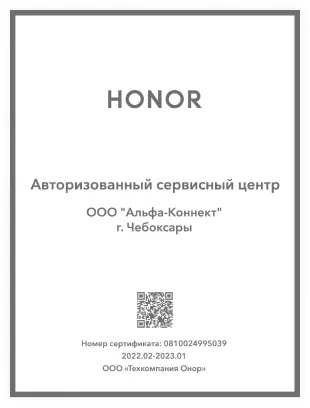 HONOR
Авторизованный сервисный центр
ООО "Альфа-Коннект"
г. Чебоксары
Номер сертификата: 0810024995039
2022.02-2023.01
ООО «Техкомпания Онор»